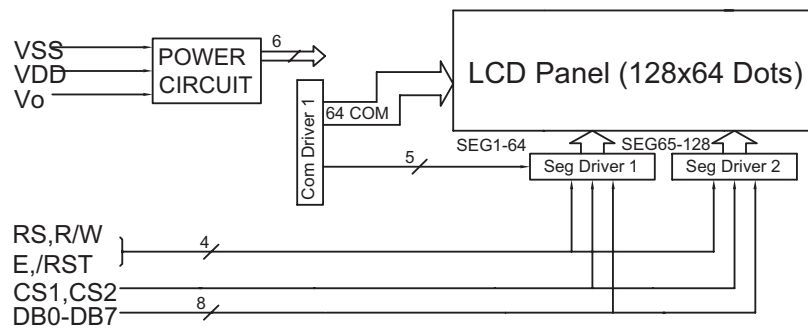 VSS
VDD
Vo
POWER
CIRCUIT
6
LCD Panel (128x64 Dots)
Com Driver 1
64 COM
5
SEG1-64
SEG65-128
Seg Driver 1
Seg Driver 2
RS,R/W
E,/RST
4
CS1,CS2
DB0-DB7
8